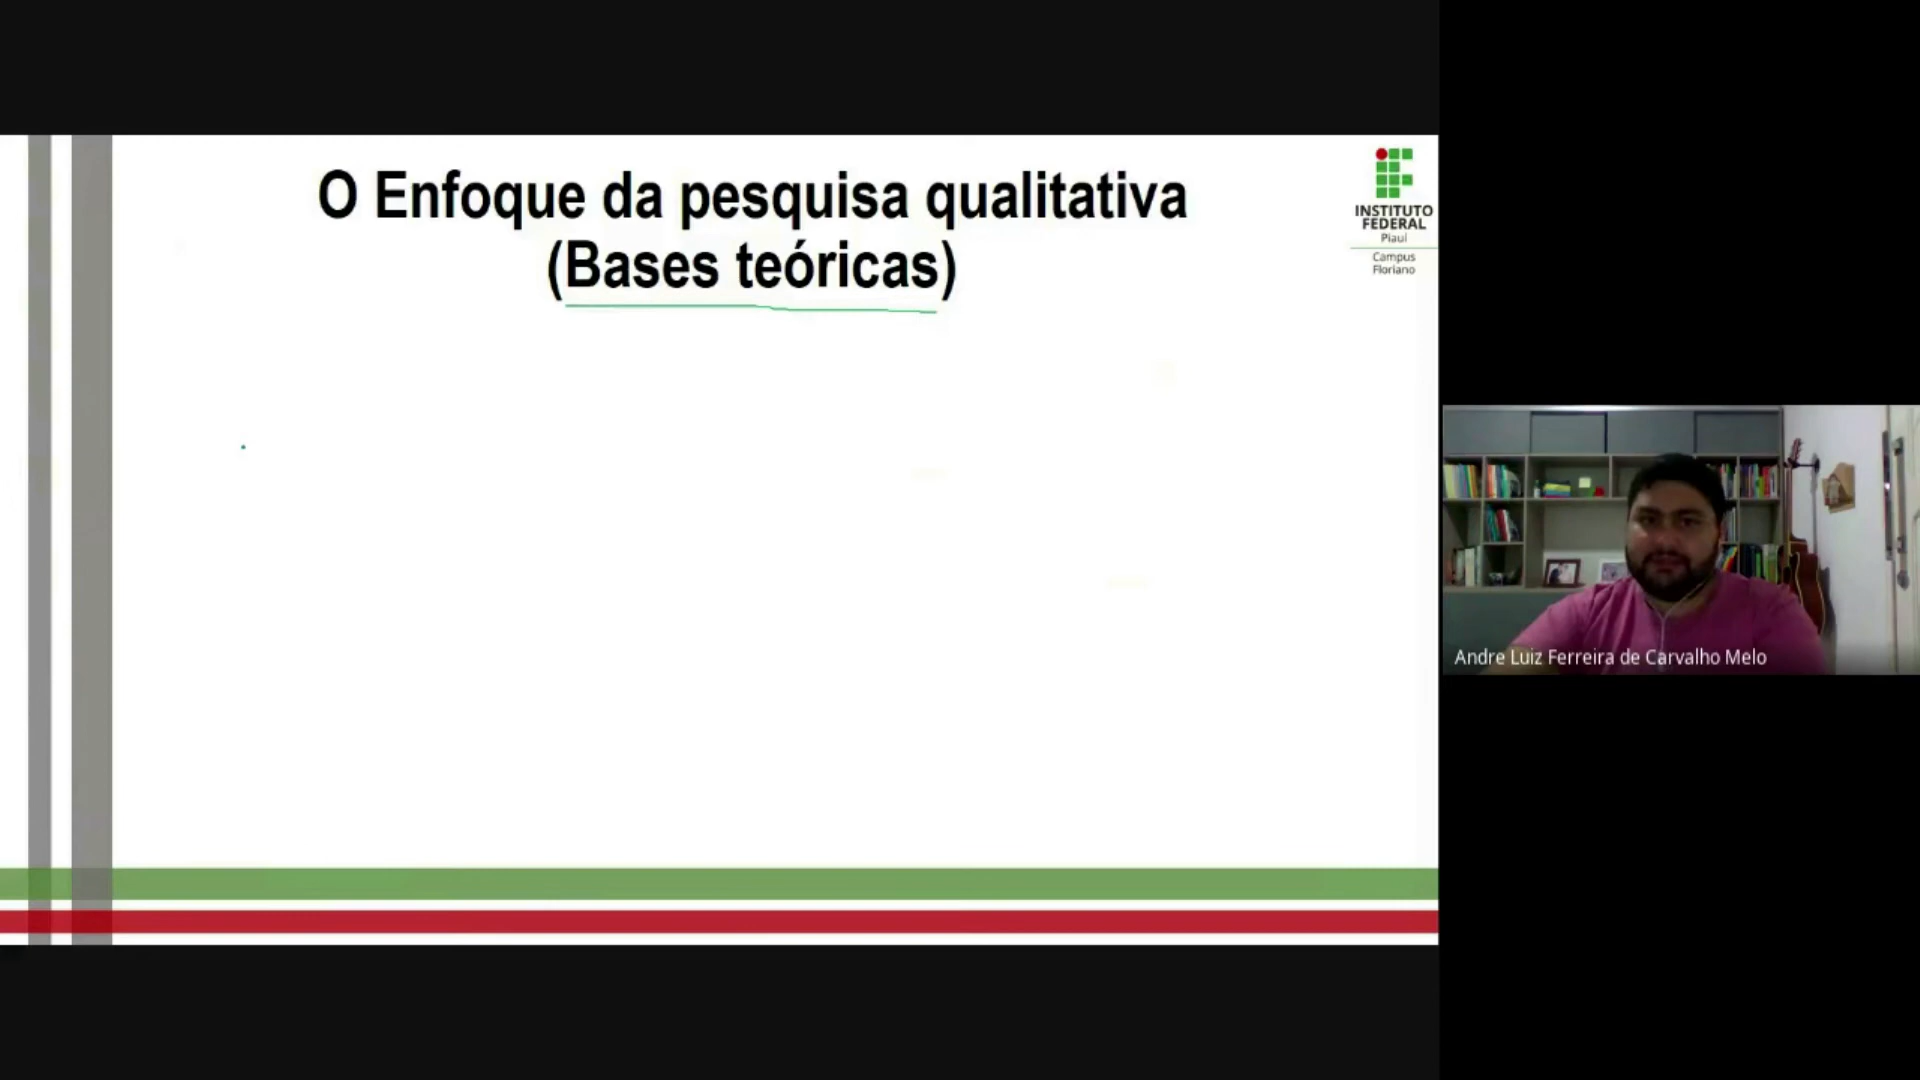 O Enfoque da pesquisa qualitativa
(Bases teóricas)
INSTITUTO
FEDERAL
Piauí
Campus
Floriano
Andre Luiz Ferreira de Carvalho Melo